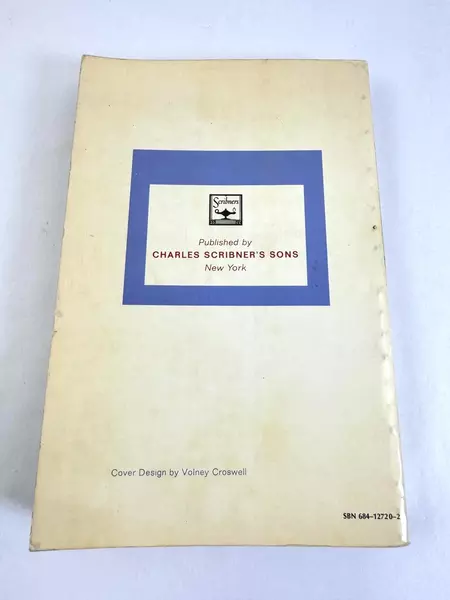 Scribners
Published by
CHARLES SCRIBNER'S SONS
New York
Cover Design by Volney Croswell
SBN 684-12720-2